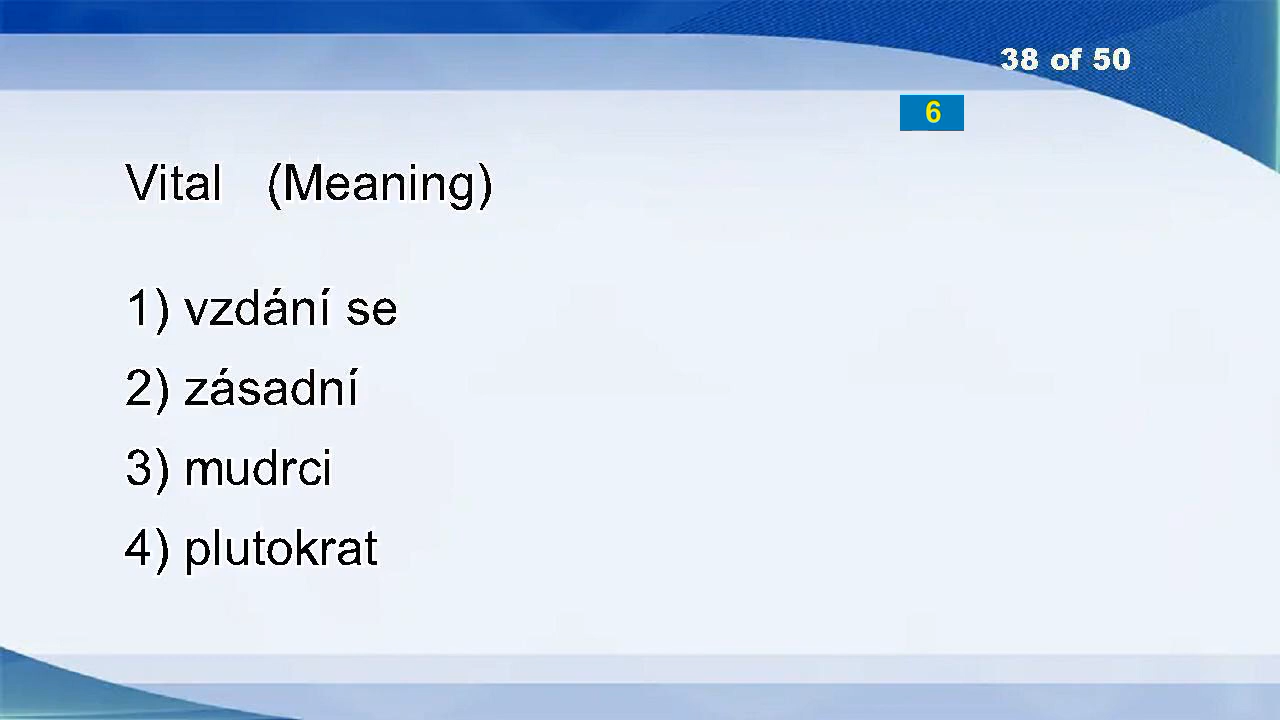 38 of 50
6
Vital (Meaning)
1) vzdání se
2) zásadní
3) mudrci
4) plutokrat